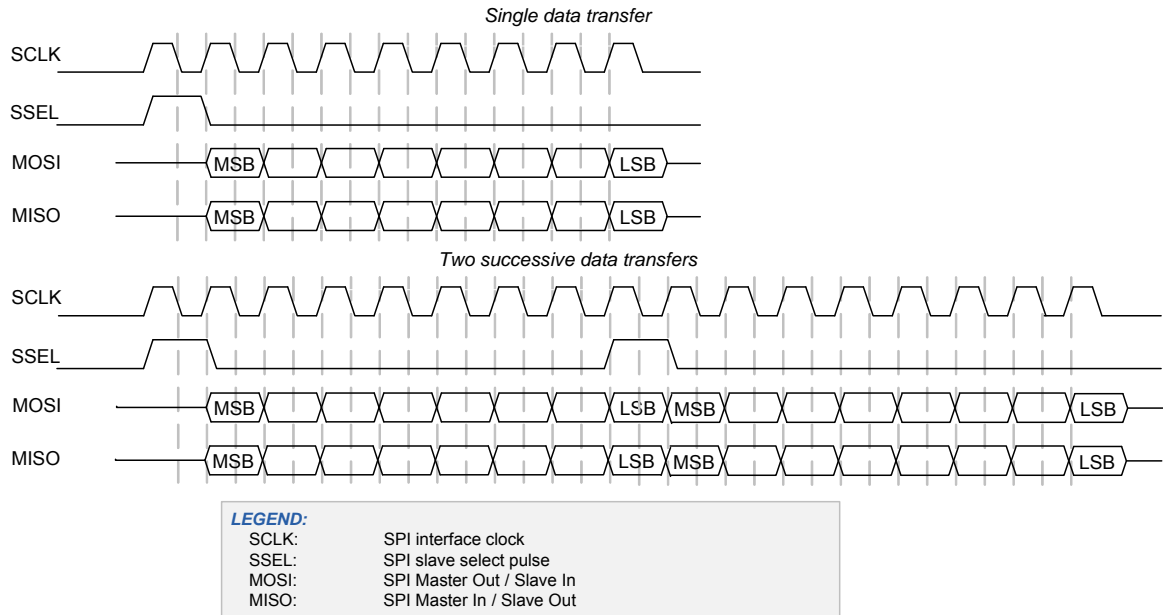 Single data transfer
SCLK
SSEL
MOSI MSB LSB
MISO MSB LSB
Two successive data transfers
SCLK
SSEL
MOSI MSB LSB MSB LSB
MISO MSB LSB MSB LSB
LEGEND:
SCLK: SPI interface clock
SSEL: SPI slave select pulse
MOSI: SPI Master Out / Slave In
MISO: SPI Master In / Slave Out